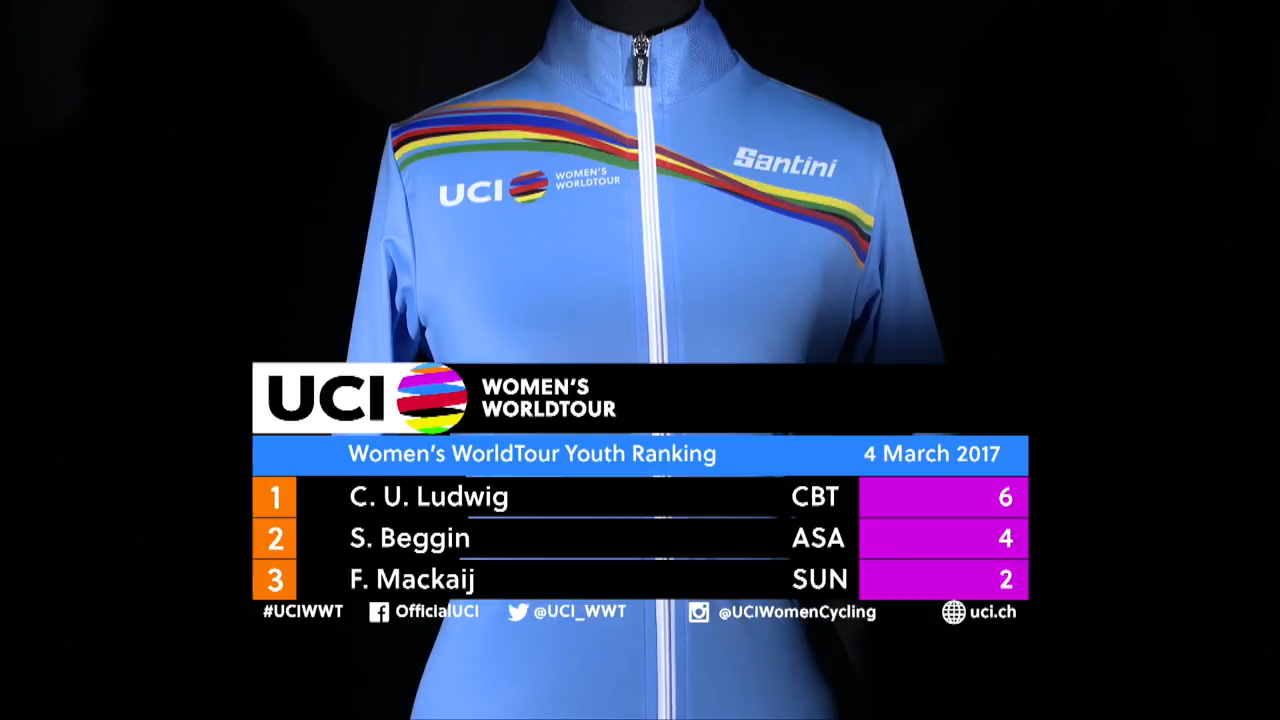 Santini
Santini
UCI WOMEN'S
WORLDTOUR
UCI WOMEN'S
WORLDTOUR
Women's WorldTour Youth Ranking 4 March 2017
1 C. U. Ludwig CBT 6
2 S. Beggin ASA 4
3 F. Mackaij SUN 2
#UCIWWT OfficialUCI @UCI_WWT @UCIWomenCycling uci.ch